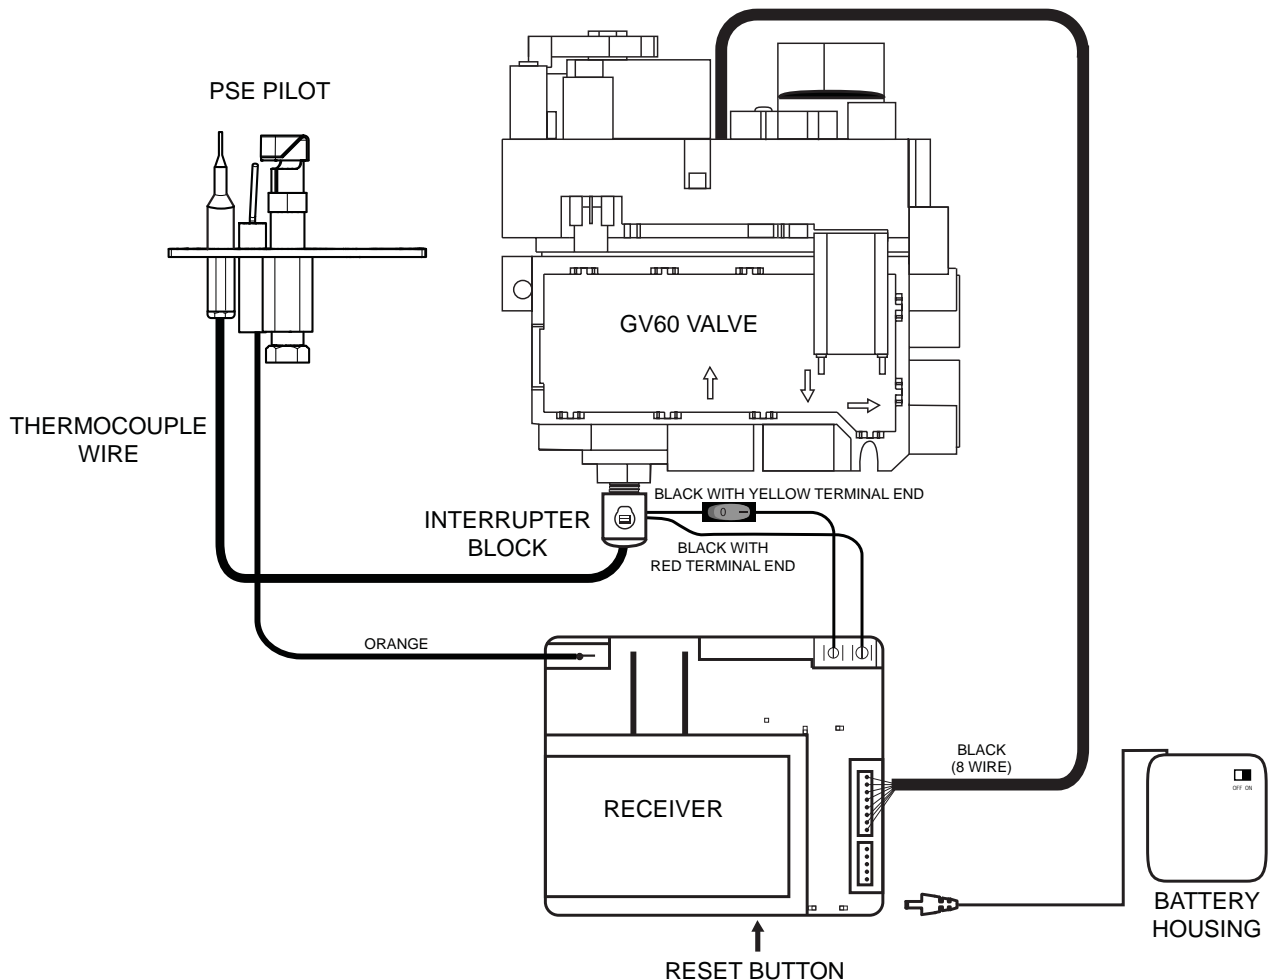 PSE PILOT
GV60 VALVE
THERMOCOUPLE
WIRE
BLACK WITH YELLOW TERMINAL END
0
INTERRUPTER
BLOCK
BLACK WITH
RED TERMINAL END
ORANGE
BLACK
(8 WIRE)
OFF ON
RECEIVER
BATTERY
HOUSING
RESET BUTTON